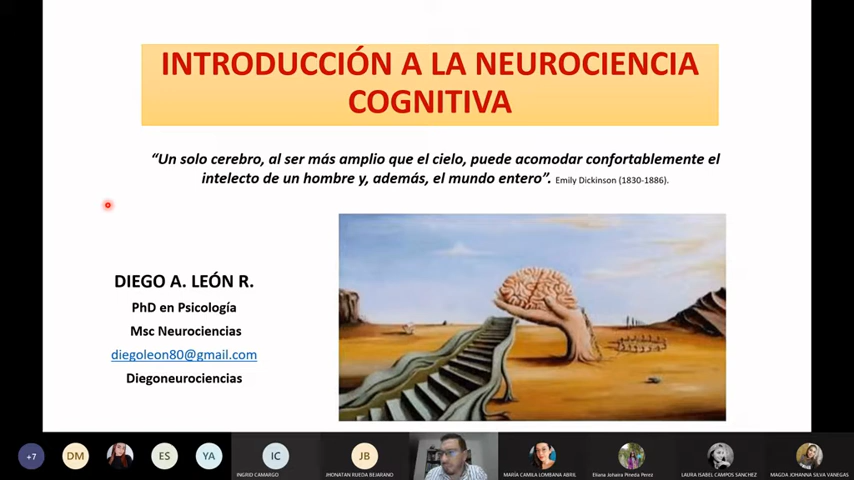 INTRODUCCIÓN A LA NEUROCIENCIA
COGNITIVA
“Un solo cerebro, al ser más amplio que el cielo, puede acomodar confortablemente el
intelecto de un hombre y, además, el mundo entero”. Emily Dickinson (1830-1886).
DIEGO A. LEÓN R.
PhD en Psicología
Msc Neurociencias
diegoleon80@gmail.com
Diegoneurociencias
+7
DM
ES
YA
IC
JB
INGRID CAMARGO
JHONATAN RUEDA BEJARANO
MARÍA CAMILA LOMBANA ABRIL
Eliana Johaira Pineda Perez
LAURA ISABEL CAMPOS SANCHEZ
MAGDA JOHANNA SILVA VANEGAS